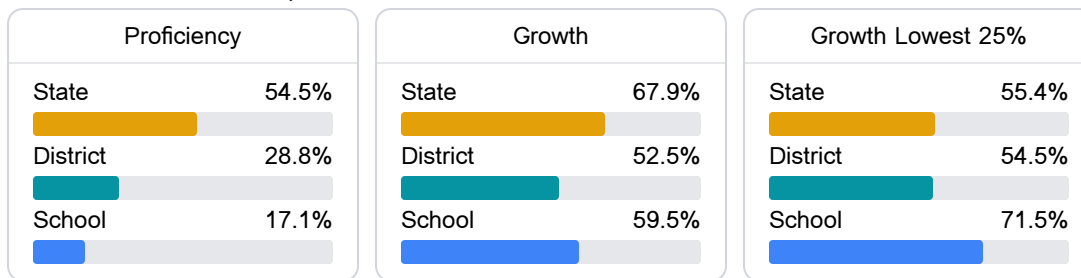 Proficiency
State 54.5%
District 28.8%
School 17.1%
Growth
State 67.9%
District 52.5%
School 59.5%
Growth Lowest 25%
State 55.4%
District 54.5%
School 71.5%